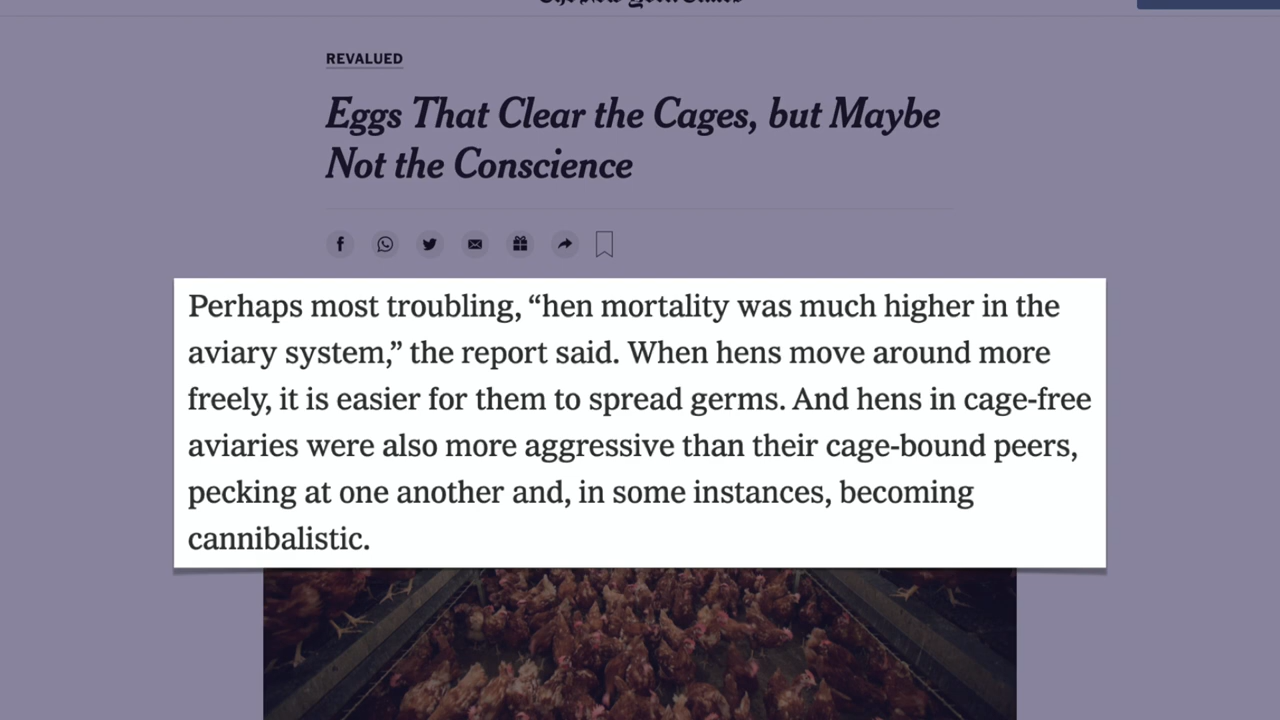 REVALUED
Eggs That Clear the Cages, but Maybe
Not the Conscience
Perhaps most troubling, “hen mortality was much higher in the
aviary system,” the report said. When hens move around more
freely, it is easier for them to spread germs. And hens in cage-free
aviaries were also more aggressive than their cage-bound peers,
pecking at one another and, in some instances, becoming
cannibalistic.